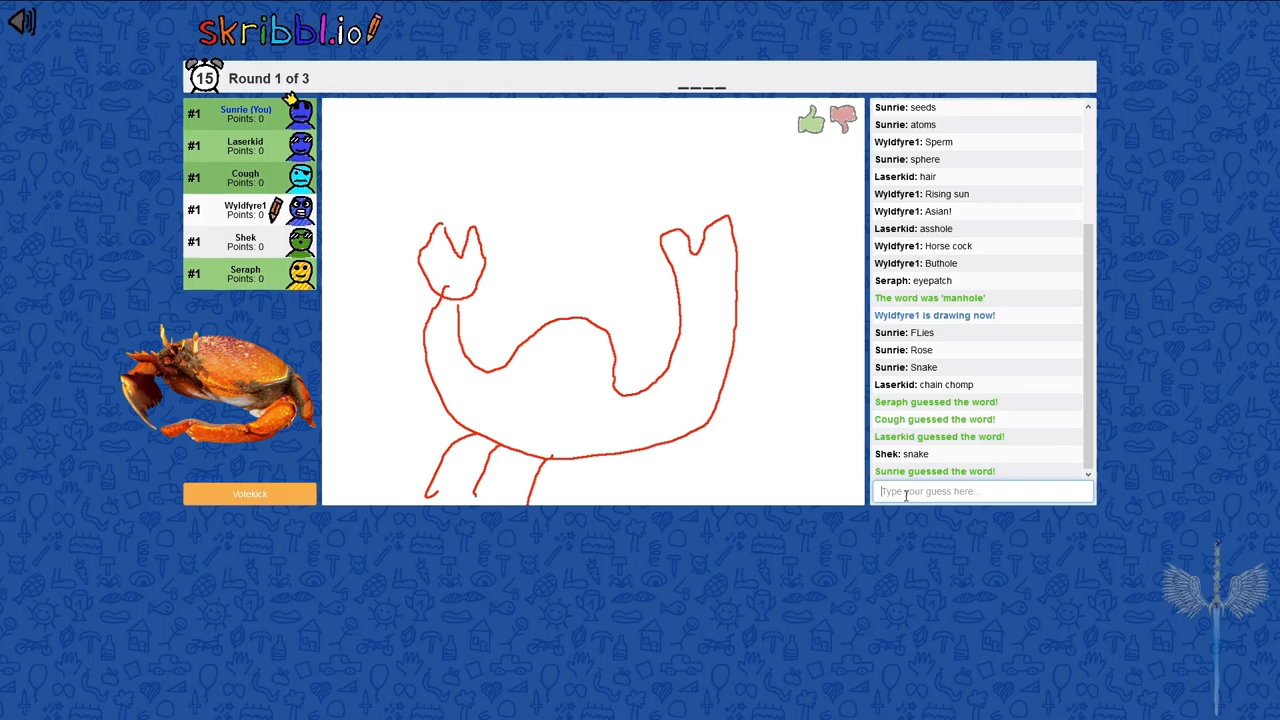 skribbl.io
15
Round 1 of 3
____
#1
Sunrie (You)
Points: 0
#1
Laserkid
Points: 0
#1
Cough
Points: 0
#1
Wyldfyre1
Points: 0
#1
Shek
Points: 0
#1
Seraph
Points: 0
Votekick
Sunrie: seeds
Sunrie: atoms
Wyldfyre1: Sperm
Sunrie: sphere
Laserkid: hair
Wyldfyre1: Rising sun
Wyldfyre1: Asian!
Laserkid: asshole
Wyldfyre1: Horse cock
Wyldfyre1: Buthole
Seraph: eyepatch
The word was 'manhole'
Wyldfyre1 is drawing now!
Sunrie: FLies
Sunrie: Rose
Sunrie: Snake
Laserkid: chain chomp
Seraph guessed the word!
Cough guessed the word!
Laserkid guessed the word!
Shek: snake
Sunrie guessed the word!
Type your guess here...